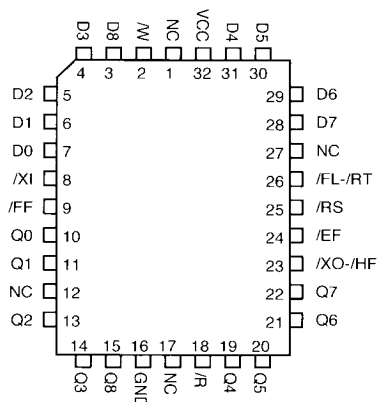 D3 D8 /W NC VCC D4 D5
4 3 2 1 32 31 30
D2 5 29 D6
D1 6 28 D7
D0 7 27 NC
/XI 8 26 /FL-/RT
/FF 9 25 /RS
Q0 10 24 /EF
Q1 11 23 /XO-/HF
NC 12 22 Q7
Q2 13 21 Q6
14 15 16 17 18 19 20
Q3 Q8 GND NC /R Q4 Q5